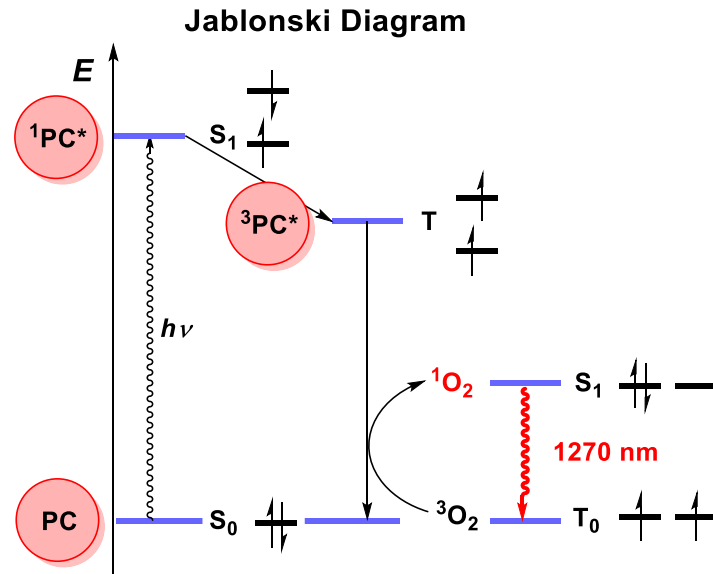 Jablonski Diagram
E
¹PC*
S₁
³PC*
T
hν
¹O₂
S₁
1270 nm
PC
S₀
³O₂
T₀